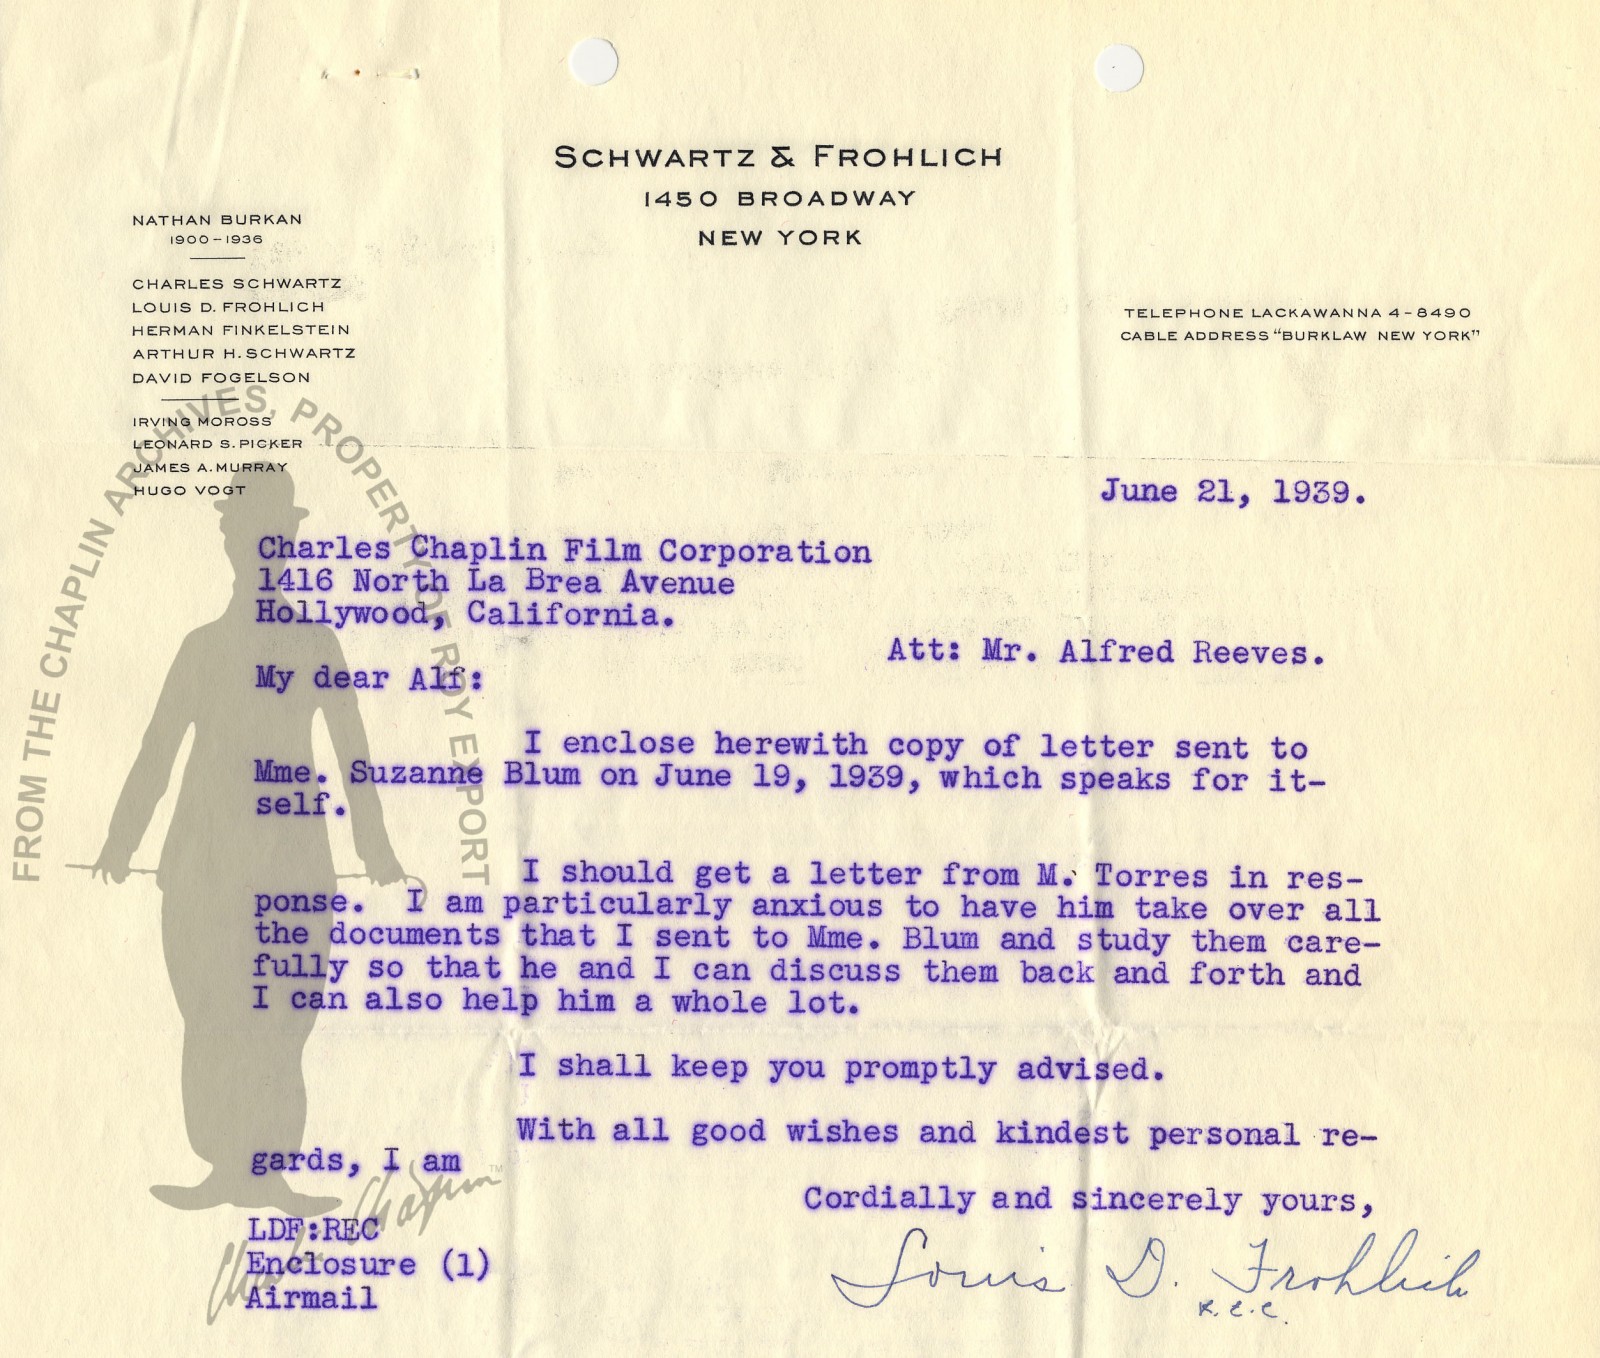 SCHWARTZ & FROHLICH
1450 BROADWAY
NEW YORK
NATHAN BURKAN
1900-1936
CHARLES SCHWARTZ
LOUIS D. FROHLICH
HERMAN FINKELSTEIN
ARTHUR H. SCHWARTZ
DAVID FOGELSON
IRVING MOROSS
LEONARD S. PICKER
JAMES A. MURRAY
HUGO VOGT
TELEPHONE LACKAWANNA 4-8490
CABLE ADDRESS "BURKLAW NEW YORK"
FROM THE CHAPLIN ARCHIVES, PROPERTY OF ROY EXPORT
June 21, 1939.
Charles Chaplin Film Corporation
1416 North La Brea Avenue
Hollywood, California.
Att: Mr. Alfred Reeves.
My dear Alf:
I enclose herewith copy of letter sent to
Mme. Suzanne Blum on June 19, 1939, which speaks for it-
self.
I should get a letter from M. Torres in res-
ponse. I am particularly anxious to have him take over all
the documents that I sent to Mme. Blum and study them care-
fully so that he and I can discuss them back and forth and
I can also help him a whole lot.
I shall keep you promptly advised.
With all good wishes and kindest personal re-
gards, I am
Cordially and sincerely yours,
Louis D. Frohlich
R.E.C.
LDF:REC
Enclosure (1)
Airmail
Charlie Chaplin™